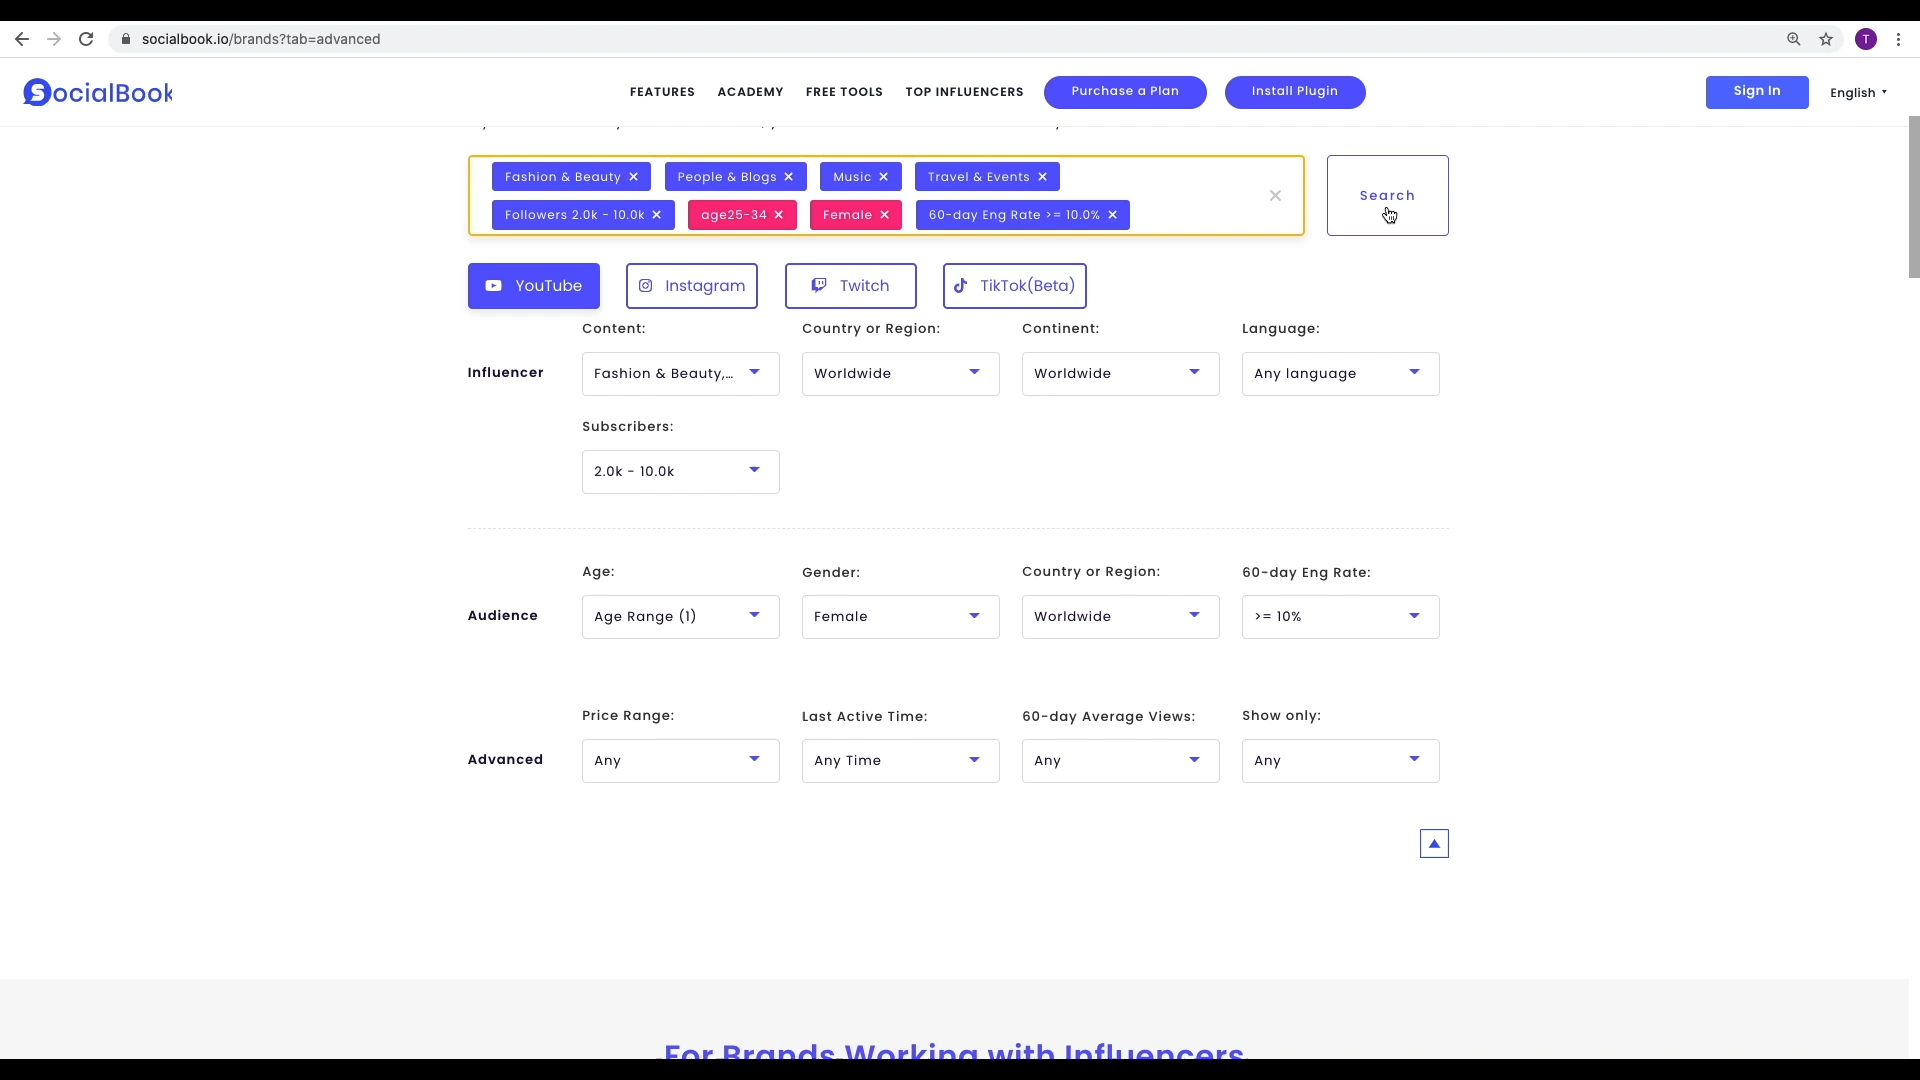 socialbook.io/brands?tab=advanced
T
SocialBook
FEATURES ACADEMY FREE TOOLS TOP INFLUENCERS Purchase a Plan Install Plugin Sign In English
Fashion & Beauty × People & Blogs × Music × Travel & Events ×
Followers 2.0k - 10.0k × age25-34 × Female × 60-day Eng Rate >= 10.0% ×
×
Search
YouTube Instagram Twitch TikTok(Beta)
Content: Country or Region: Continent: Language:
Influencer Fashion & Beauty,... Worldwide Worldwide Any language
Subscribers:
2.0k - 10.0k
Age: Gender: Country or Region: 60-day Eng Rate:
Audience Age Range (1) Female Worldwide >= 10%
Price Range: Last Active Time: 60-day Average Views: Show only:
Advanced Any Any Time Any Any
For Brands Working with Influencers